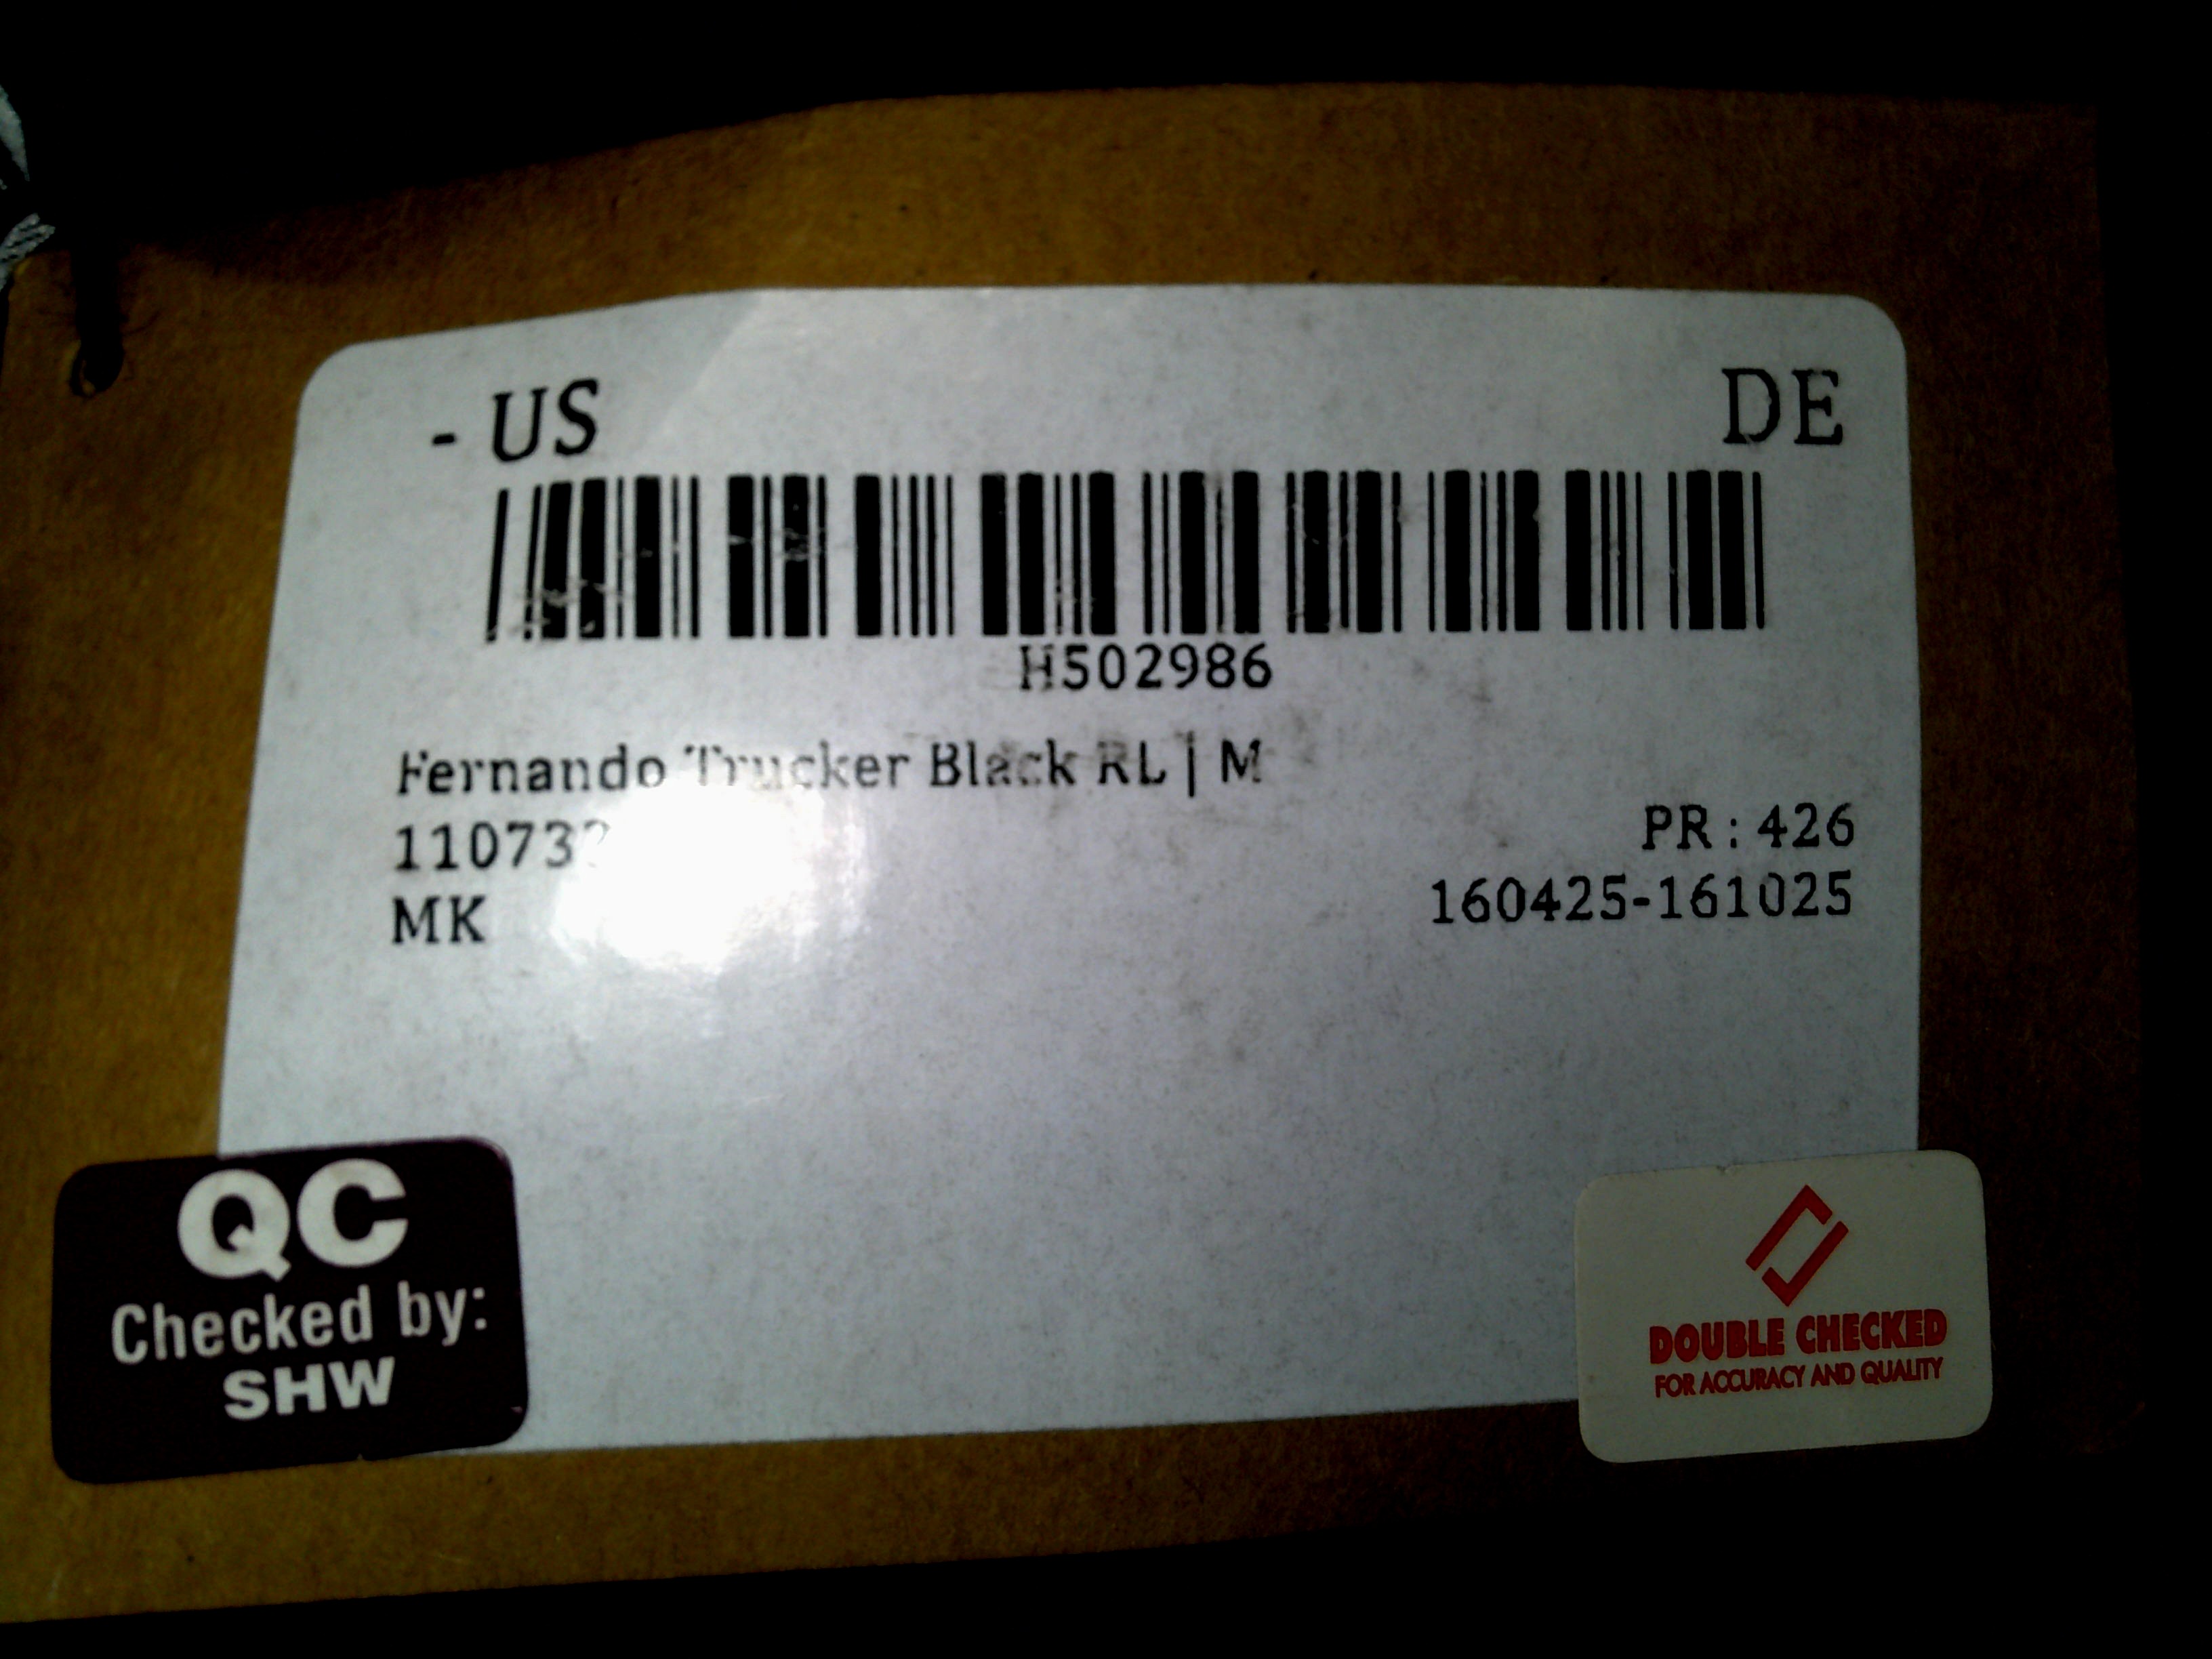 - US DE
H502986
Fernando Trucker Black RL | M
PR: 426
MK 160425-161025
QC
Checked by:
SHW
DOUBLE CHECKED
FOR ACCURACY AND QUALITY